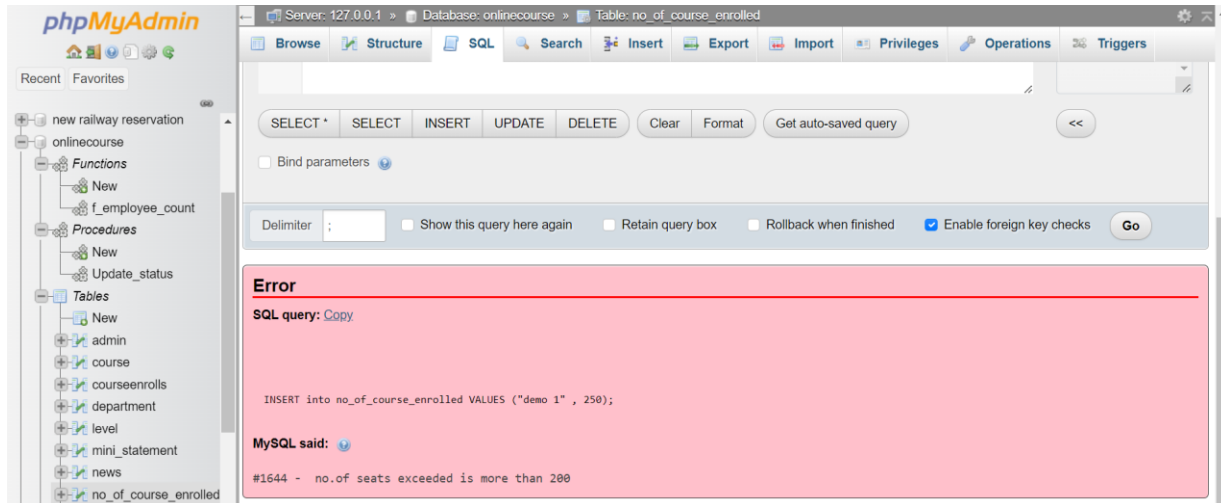 phpMyAdmin
Recent Favorites
new railway reservation
onlinecourse
Functions
New
f_employee_count
Procedures
New
Update_status
Tables
New
admin
course
courseenrolls
department
level
mini_statement
news
no_of_course_enrolled
Server: 127.0.0.1 » Database: onlinecourse » Table: no_of_course_enrolled
Browse Structure SQL Search Insert Export Import Privileges Operations Triggers
SELECT * SELECT INSERT UPDATE DELETE Clear Format Get auto-saved query <<
Bind parameters
Delimiter ; Show this query here again Retain query box Rollback when finished Enable foreign key checks Go
Error
SQL query: Copy
INSERT into no_of_course_enrolled VALUES ("demo 1" , 250);
MySQL said:
#1644 - no.of seats exceeded is more than 200